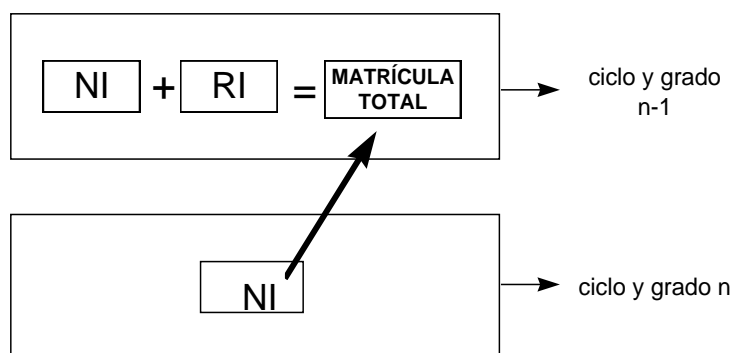 NI + RI = MATRÍCULA
TOTAL
ciclo y grado
n-1
NI
ciclo y grado n